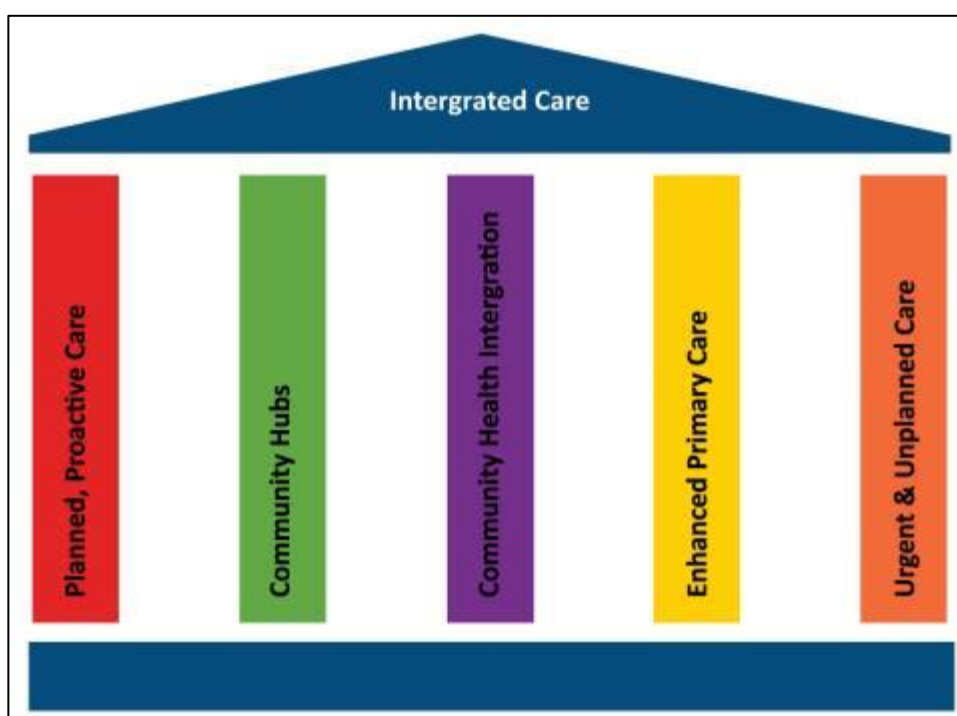 Intergrated Care
Planned, Proactive Care
Community Hubs
Community Health Intergration
Enhanced Primary Care
Urgent & Unplanned Care